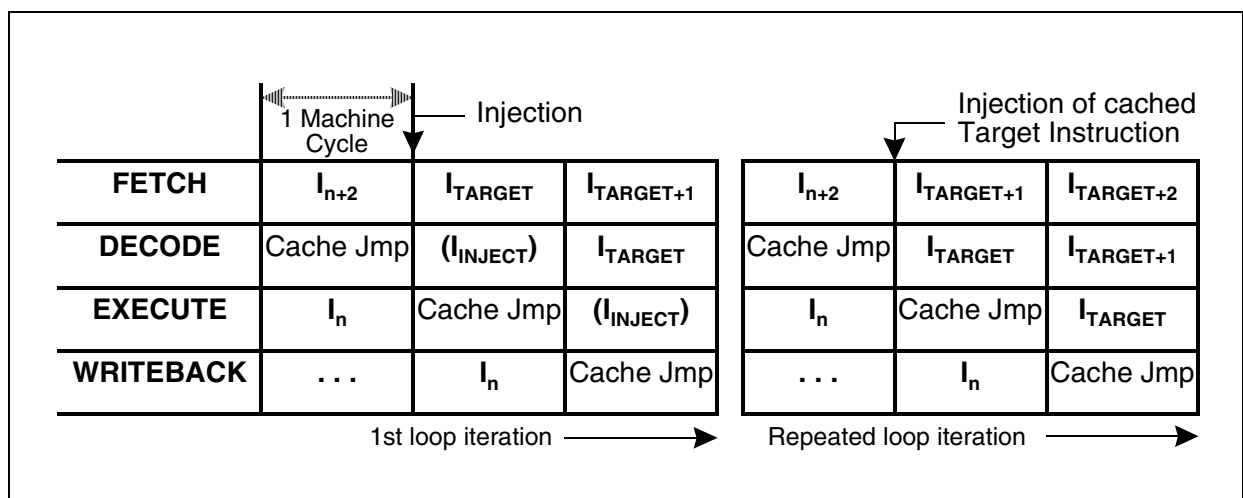 1 Machine
Cycle
Injection
Injection of cached
Target Instruction
FETCH In+2 ITARGET ITARGET+1 In+2 ITARGET+1 ITARGET+2
DECODE Cache Jmp (IINJECT) ITARGET Cache Jmp ITARGET ITARGET+1
EXECUTE In Cache Jmp (IINJECT) In Cache Jmp ITARGET
WRITEBACK . . . In Cache Jmp . . . In Cache Jmp
1st loop iteration
Repeated loop iteration